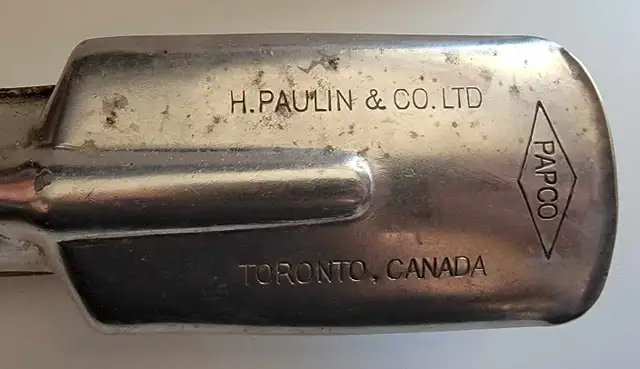 H. PAULIN & CO. LTD
PAPCO
TORONTO, CANADA